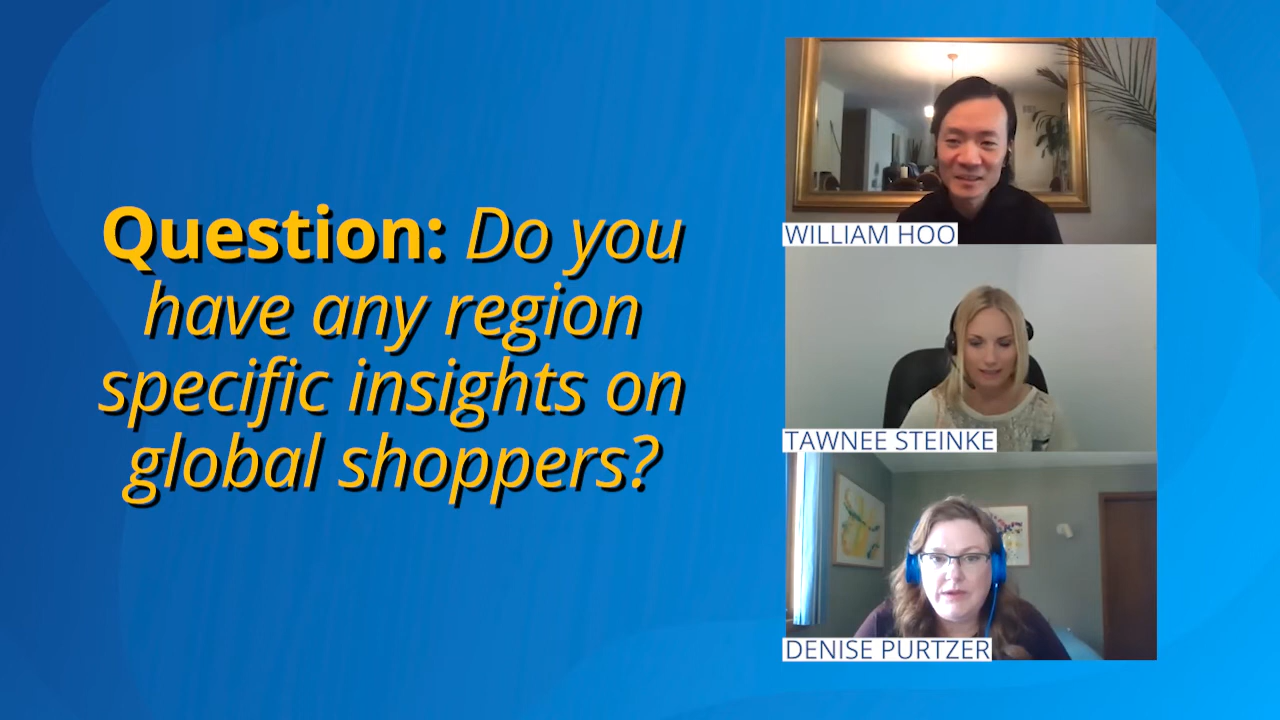 Question: Do you
have any region
specific insights on
global shoppers?
WILLIAM HOO
TAWNEE STEINKE
DENISE PURTZER